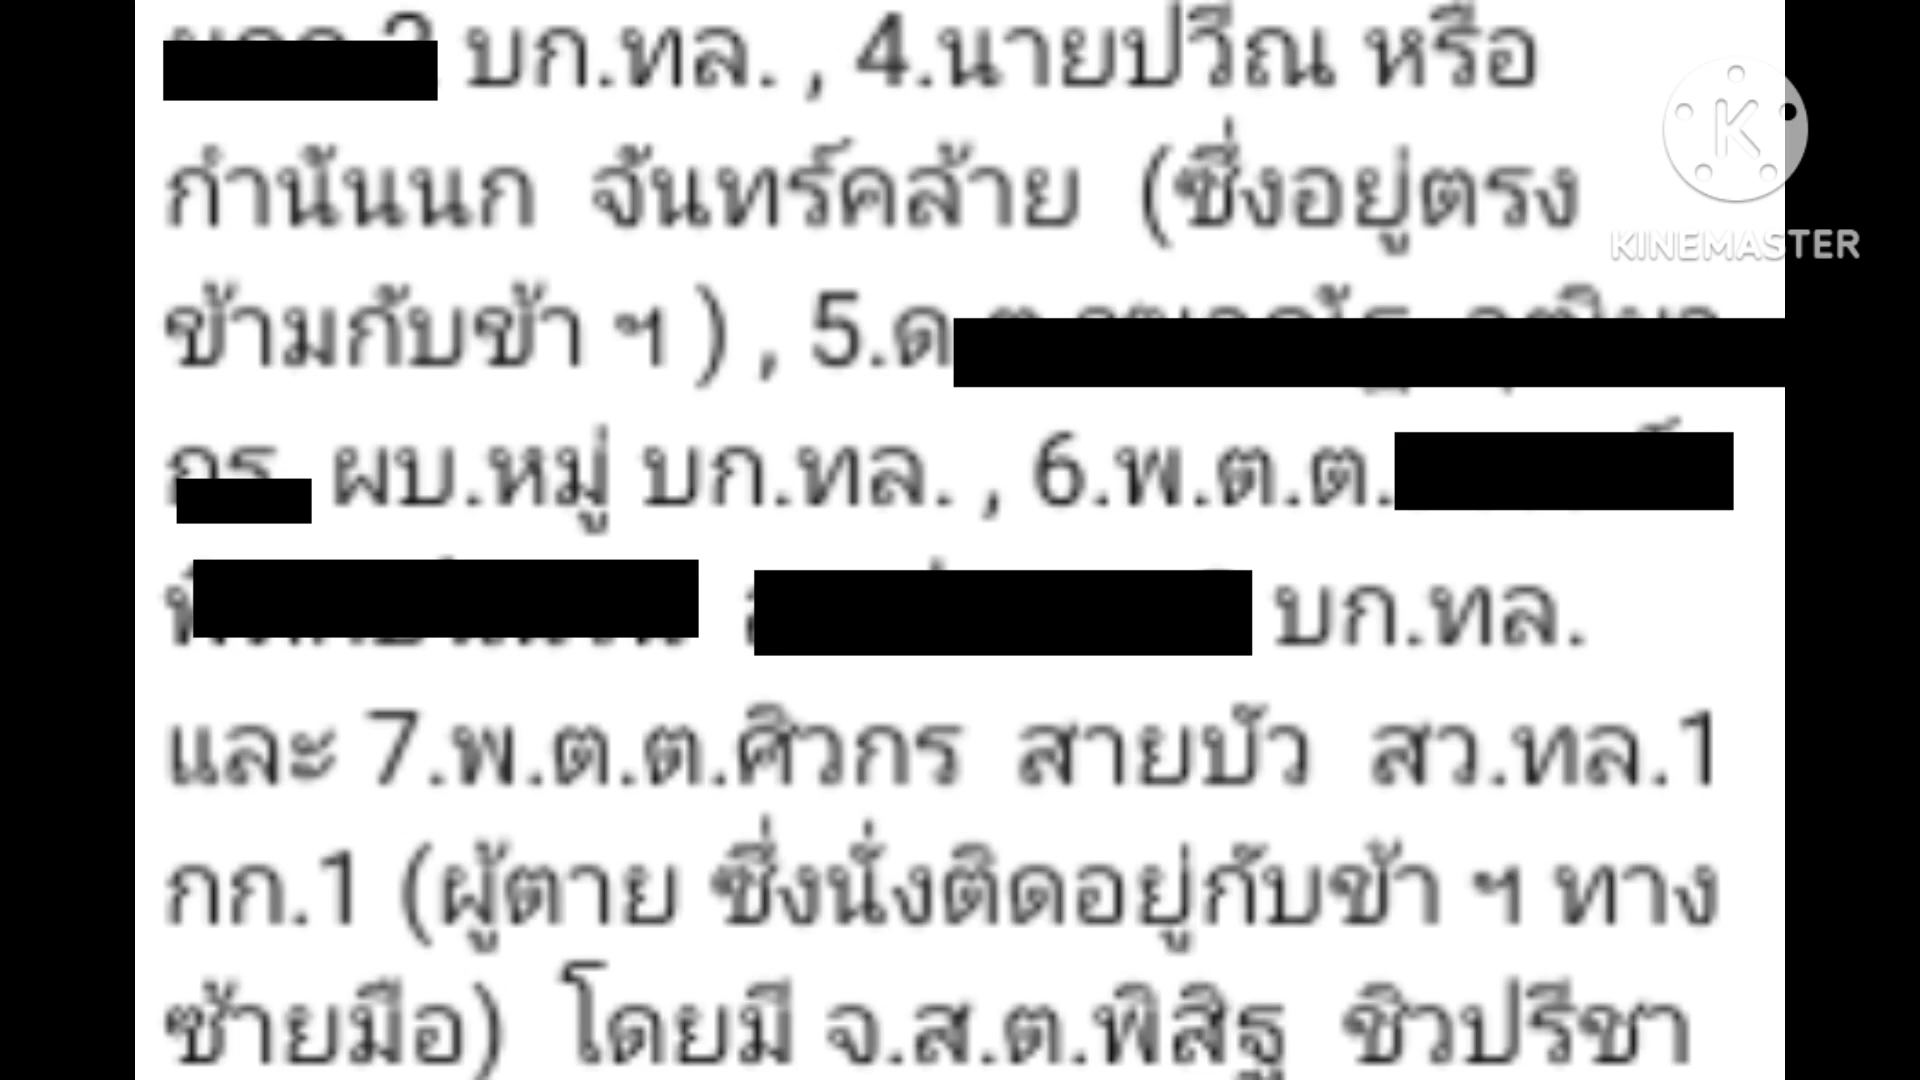 บก.ทล. , 4.นายปวีณ หรือ
กำนันนก จันทร์คล้าย (ซึ่งอยู่ตรง
ข้ามกับข้า ฯ ) , 5.ด
กร ผบ.หมู่ บก.ทล. , 6.พ.ต.ต.
บก.ทล.
และ 7.พ.ต.ต.ศิวกร สายบัว สว.ทล.1
กก.1 (ผู้ตาย ซึ่งนั่งติดอยู่กับข้า ฯ ทาง
ซ้ายมือ) โดยมี จ.ส.ต.พิสิฐ ชิวปรีชา
KINEMASTER